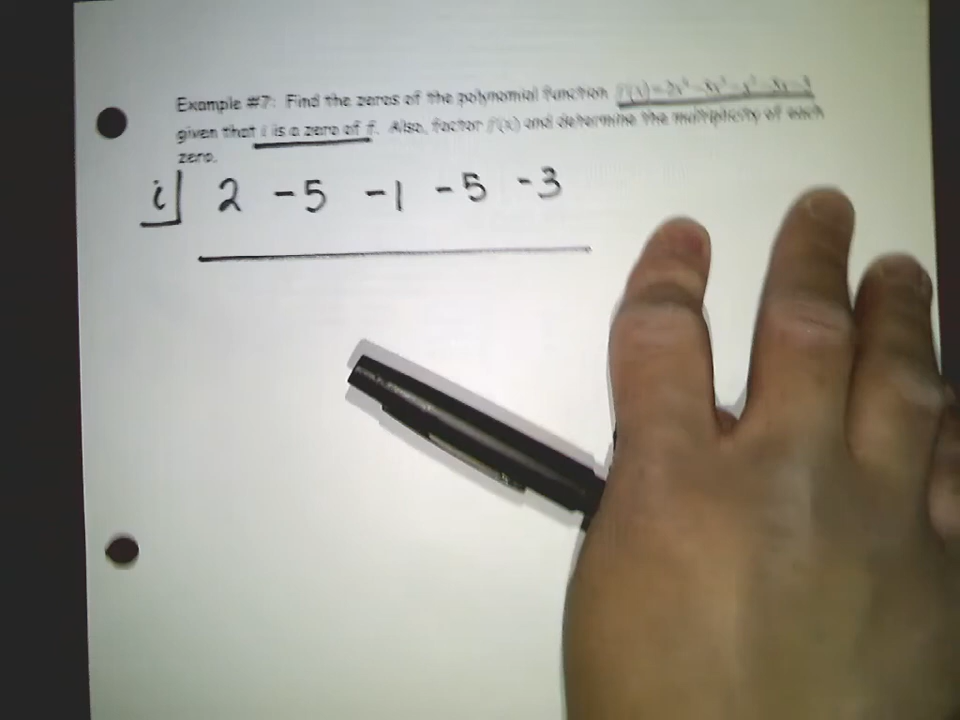 Example #7: Find the zeros of the polynomial function
given that i is a zero of f. Also, factor f(x) and determine the multiplicity of each
zero.
i 2 -5 -1 -5 -3